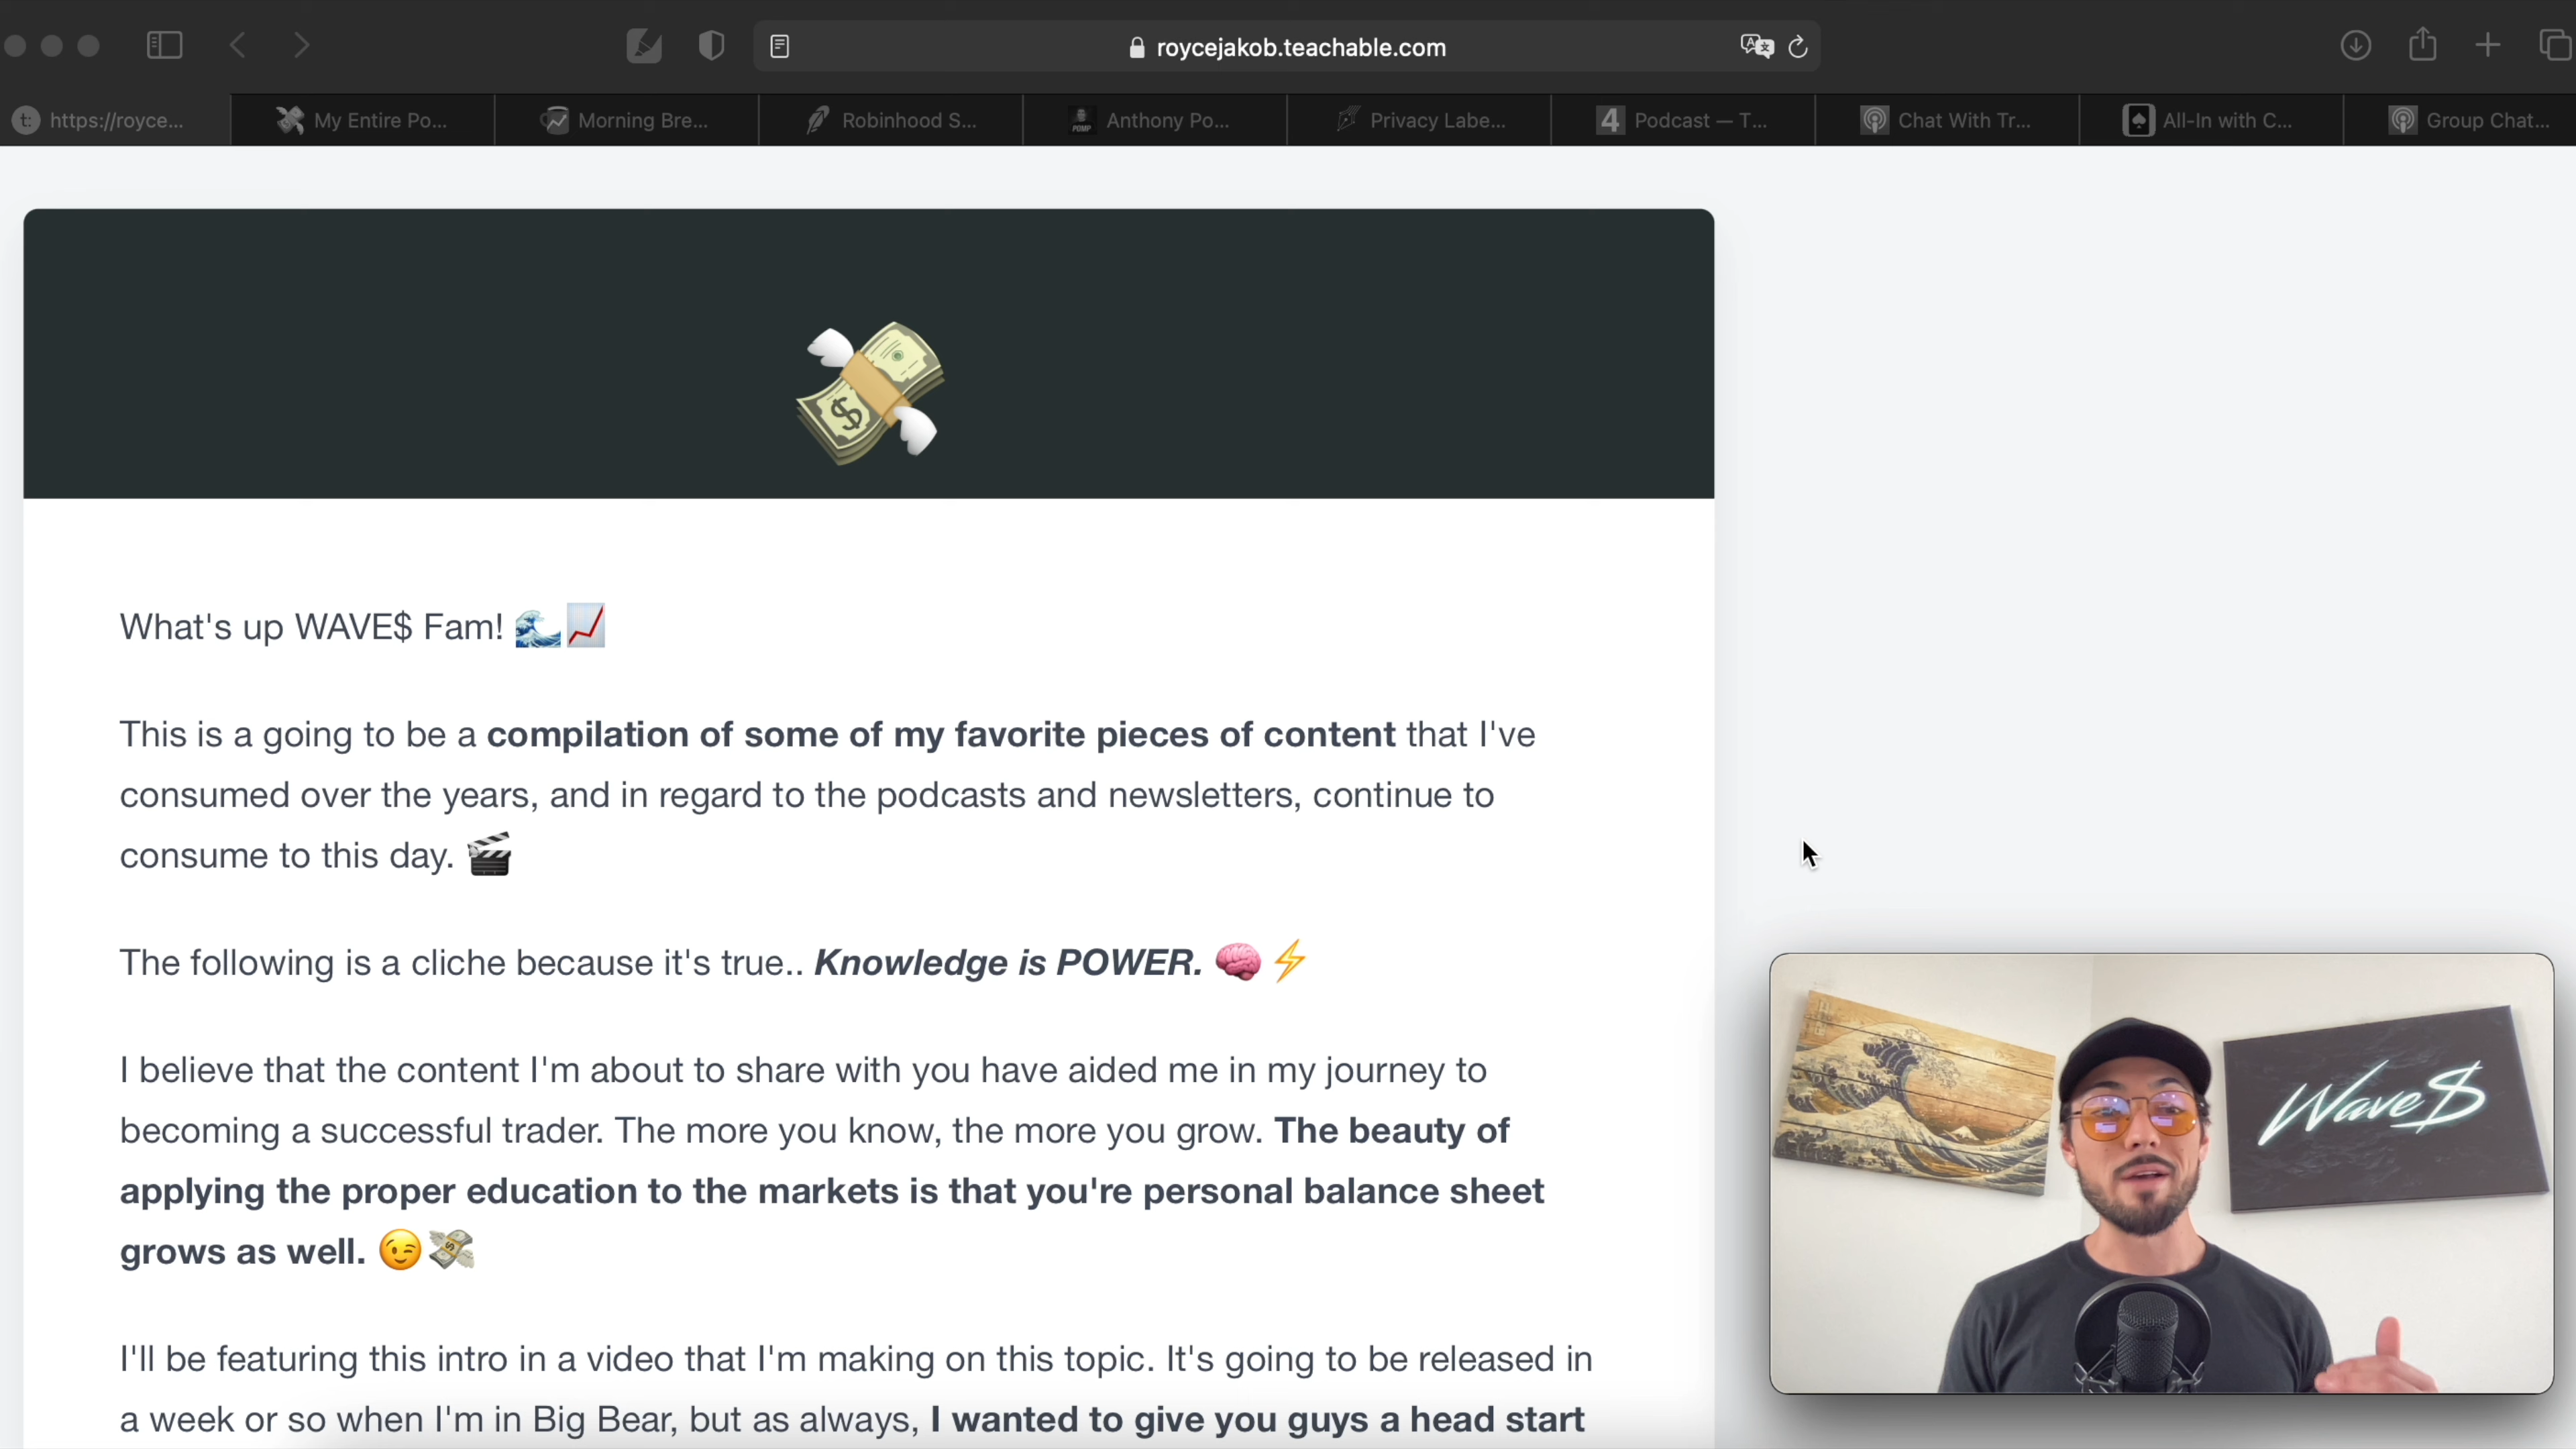 roycejakob.teachable.com
https://royce...
My Entire Po...
Morning Bre...
Robinhood S...
POMP
Anthony Po...
Privacy Labe...
4
Podcast — T...
Chat With Tr...
All-In with C...
Group Chat...
What's up WAVE$ Fam! 🌊📈
This is a going to be a compilation of some of my favorite pieces of content that I've
consumed over the years, and in regard to the podcasts and newsletters, continue to
consume to this day. 🎬
The following is a cliche because it's true.. Knowledge is POWER. 🧠⚡
I believe that the content I'm about to share with you have aided me in my journey to
becoming a successful trader. The more you know, the more you grow. The beauty of
applying the proper education to the markets is that you're personal balance sheet
grows as well. 😉💸
I'll be featuring this intro in a video that I'm making on this topic. It's going to be released in
a week or so when I'm in Big Bear, but as always, I wanted to give you guys a head start
Wave$